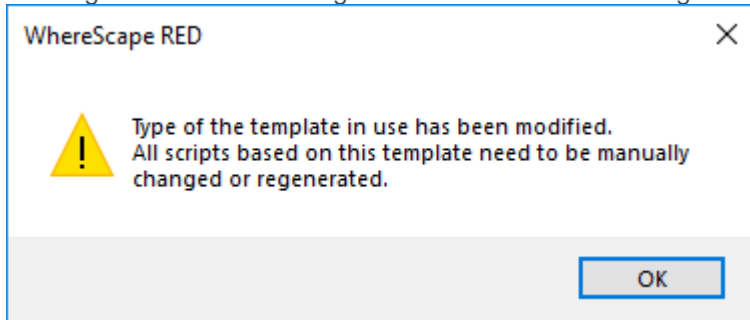 WhereScape RED
Type of the template in use has been modified.
All scripts based on this template need to be manually
changed or regenerated.
OK